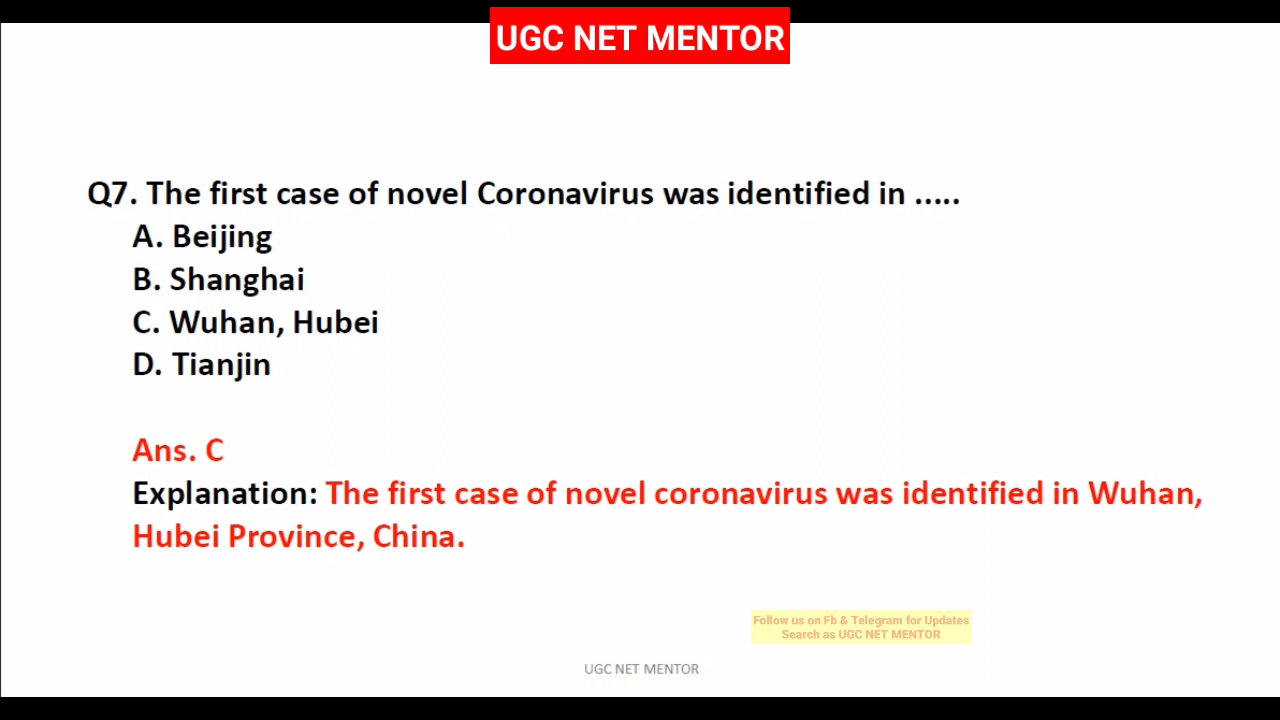 UGC NET MENTOR
Q7. The first case of novel Coronavirus was identified in .....
A. Beijing
B. Shanghai
C. Wuhan, Hubei
D. Tianjin
Ans. C
Explanation: The first case of novel coronavirus was identified in Wuhan,
Hubei Province, China.
Follow us on Fb & Telegram for Updates
Search as UGC NET MENTOR
UGC NET MENTOR